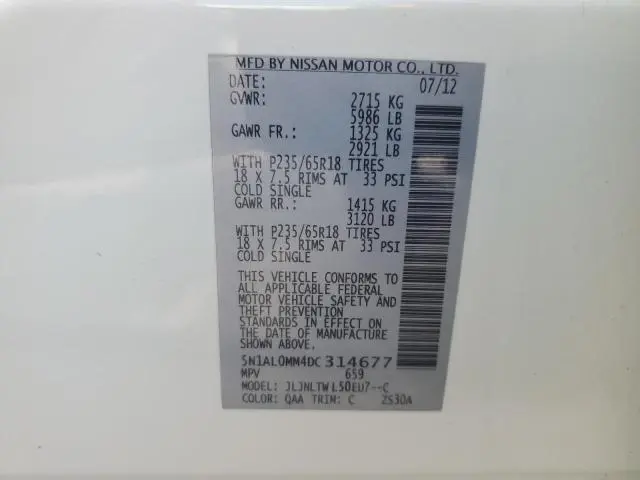 MFD BY NISSAN MOTOR CO., LTD.
DATE: 07/12
GVWR: 2715 KG
5986 LB
GAWR FR.: 1325 KG
2921 LB
WITH P235/65R18 TIRES
18 X 7.5 RIMS AT 33 PSI
COLD SINGLE
GAWR RR.: 1415 KG
3120 LB
WITH P235/65R18 TIRES
18 X 7.5 RIMS AT 33 PSI
COLD SINGLE
THIS VEHICLE CONFORMS TO
ALL APPLICABLE FEDERAL
MOTOR VEHICLE SAFETY AND
THEFT PREVENTION
STANDARDS IN EFFECT ON
THE DATE OF MANUFACTURE
SHOWN ABOVE.
5N1AL0MM4DC314677
MPV 659
MODEL: JLJNLTWL50EU7--C
COLOR: QAA TRIM: C 2S30A